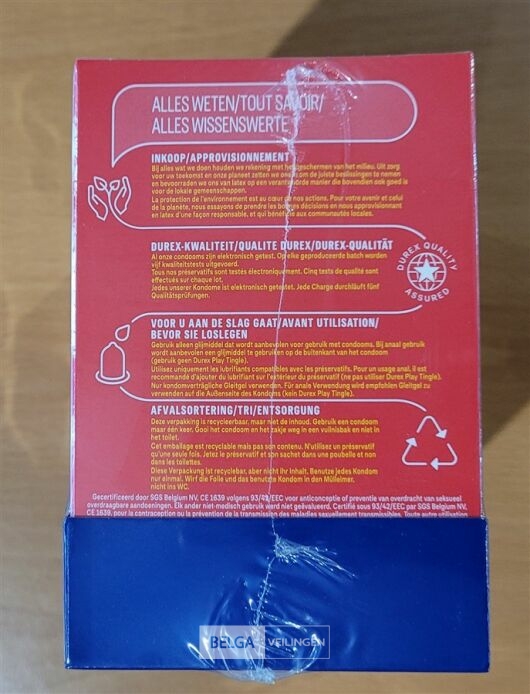 ALLES WETEN/TOUT SAVOIR/
ALLES WISSENSWERTE
INKOOP/APPROVISIONNEMENT
Bij alles wat we doen houden we rekening met het beschermen van het milieu. Uit zorg
voor uw toekomst en onze planeet zetten we ons in om de juiste beslissingen te nemen
en bevoorraden we ons van latex op een verantwoorde manier die bovendien ook goed is
voor de lokale gemeenschappen.
La protection de l'environnement est au cœur de nos actions. Pour votre avenir et celui
de la planète, nous essayons de prendre les bonnes décisions en nous approvisionnant
en latex d'une façon responsable, et qui bénéficie aux communautés locales.
DUREX-KWALITEIT/QUALITE DUREX/DUREX-QUALITÄT
Al onze condooms zijn elektronisch getest. Op elke geproduceerde batch worden
vijf kwaliteitstests uitgevoerd.
Tous nos préservatifs sont testés électroniquement. Cinq tests de qualité sont
effectués sur chaque lot.
Jedes unserer Kondome ist elektronisch getestet. Jede Charge durchläuft fünf
Qualitätsprüfungen.
DUREX QUALITY
ASSURED
VOOR U AAN DE SLAG GAAT/AVANT UTILISATION/
BEVOR SIE LOSLEGEN
Gebruik alleen glijmiddel dat wordt aanbevolen voor gebruik met condooms. Bij anaal gebruik
wordt aanbevolen een glijmiddel te gebruiken op de buitenkant van het condoom
(gebruik geen Durex Play Tingle).
Utilisez uniquement les lubrifiants compatibles avec les préservatifs. Pour un usage anal, il est
recommandé d'ajouter du lubrifiant sur l'extérieur du préservatif (ne pas utiliser Durex Play Tingle).
Nur kondomverträgliche Gleitgel verwenden. Für anale Verwendung wird empfohlen Gleitgel zu
verwenden auf die Außenseite des Kondoms (kein Durex Play Tingle).
AFVALSORTERING/TRI/ENTSORGUNG
Deze verpakking is recycleerbaar, maar niet de inhoud. Gebruik een condoom
maar één keer. Gooi het condoom en het zakje weg in een vuilnisbak en niet in
het toilet.
Cet emballage est recyclable mais pas son contenu. N'utilisez un préservatif
qu'une seule fois. Jetez le préservatif et son sachet dans une poubelle et non
dans les toilettes.
Diese Verpackung ist recycelbar, aber nicht ihr Inhalt. Benutze jedes Kondom
nur einmal. Wirf die Folie und das benutzte Kondom in den Mülleimer,
nicht ins WC.
Gecertificeerd door SGS Belgium NV, CE 1639 volgens 93/42/EEC voor anticonceptie of preventie van overdracht van seksueel
overdraagbare aandoeningen. Elk ander niet-medisch gebruik werd niet geëvalueerd. Certifié sous 93/42/EEC par SGS Belgium NV,
CE 1639, pour la contraception ou la prévention de la transmission des maladies sexuellement transmissibles. Toute autre utilisation
BELGA VEILINGEN